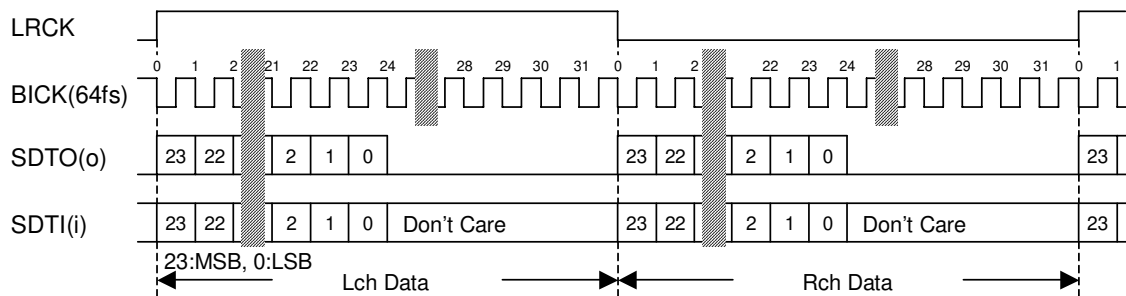 LRCK
0 1 2 21 22 23 24 28 29 30 31 0 1 2 22 23 24 28 29 30 31 0 1
BICK(64fs)
SDTO(o) 23 22 2 1 0 23 22 2 1 0 23
SDTI(i) 23 22 2 1 0 Don't Care 23 22 2 1 0 Don't Care 23
23:MSB, 0:LSB
Lch Data Rch Data